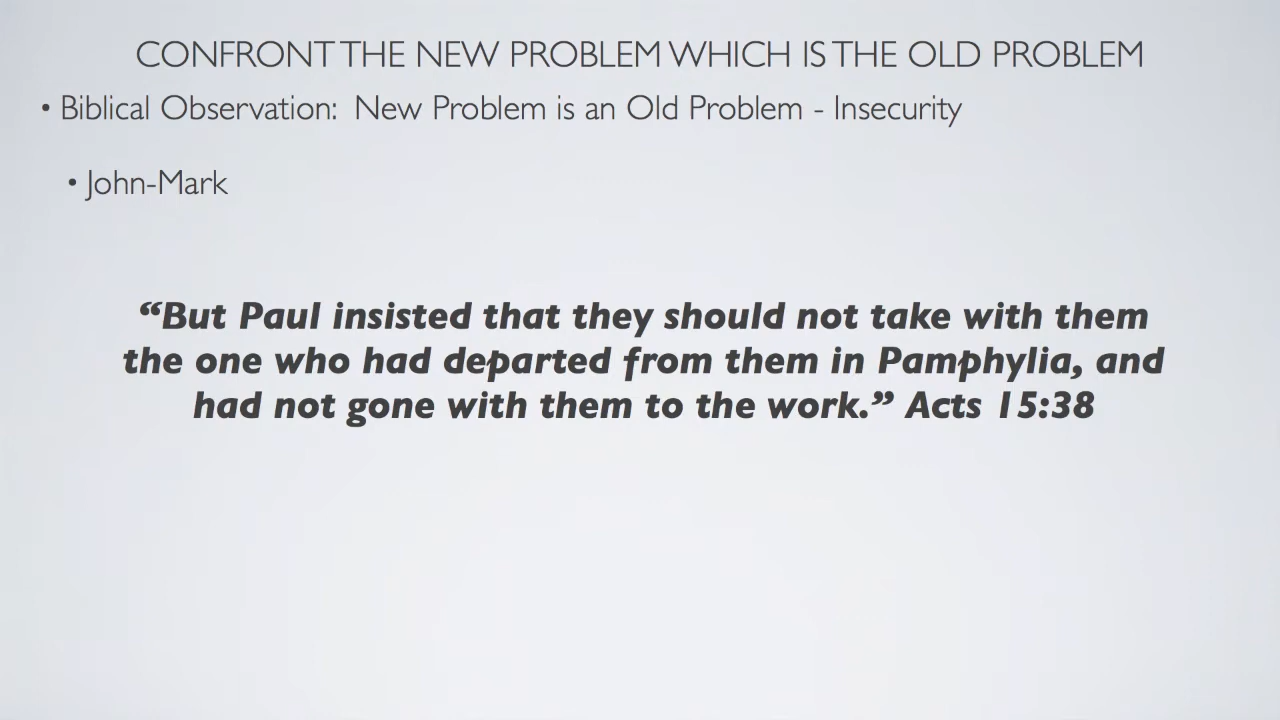 CONFRONT THE NEW PROBLEM WHICH IS THE OLD PROBLEM
• Biblical Observation:  New Problem is an Old Problem - Insecurity
• John-Mark
“But Paul insisted that they should not take with them
the one who had departed from them in Pamphylia, and
had not gone with them to the work.” Acts 15:38